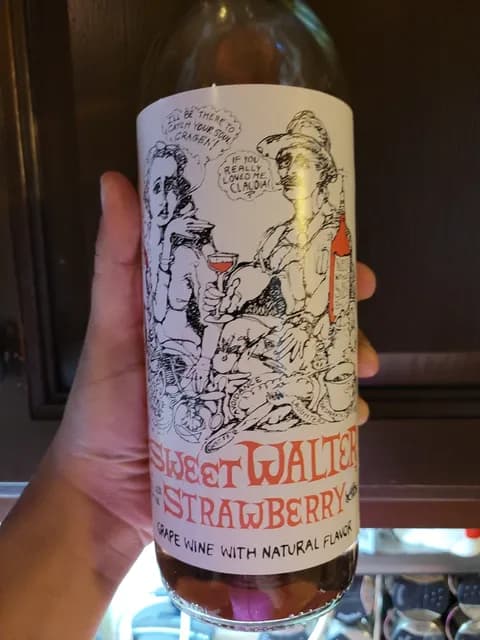 I'LL BE THERE TO
CATCH YOUR SOUL
CRAGEN!
IF YOU
REALLY
LOVED ME,
CLAUDIA!
SWEET WALTER
STRAWBERRY
GRAPE WINE WITH NATURAL FLAVOR